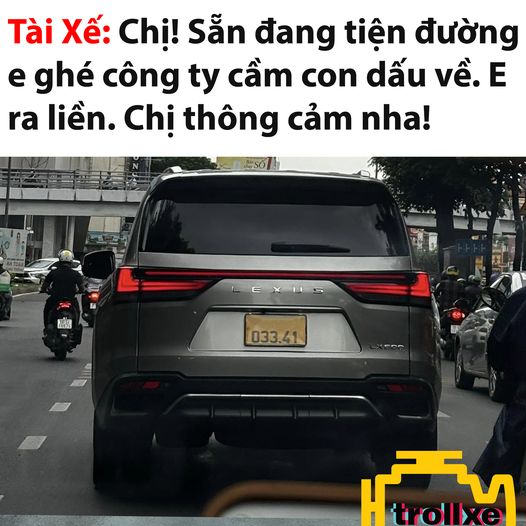 Tài Xế: Chị! Sẵn đang tiện đường
e ghé công ty cầm con dấu về. E
ra liền. Chị thông cảm nha!
LEXUS
033.41
LX600
trollxe